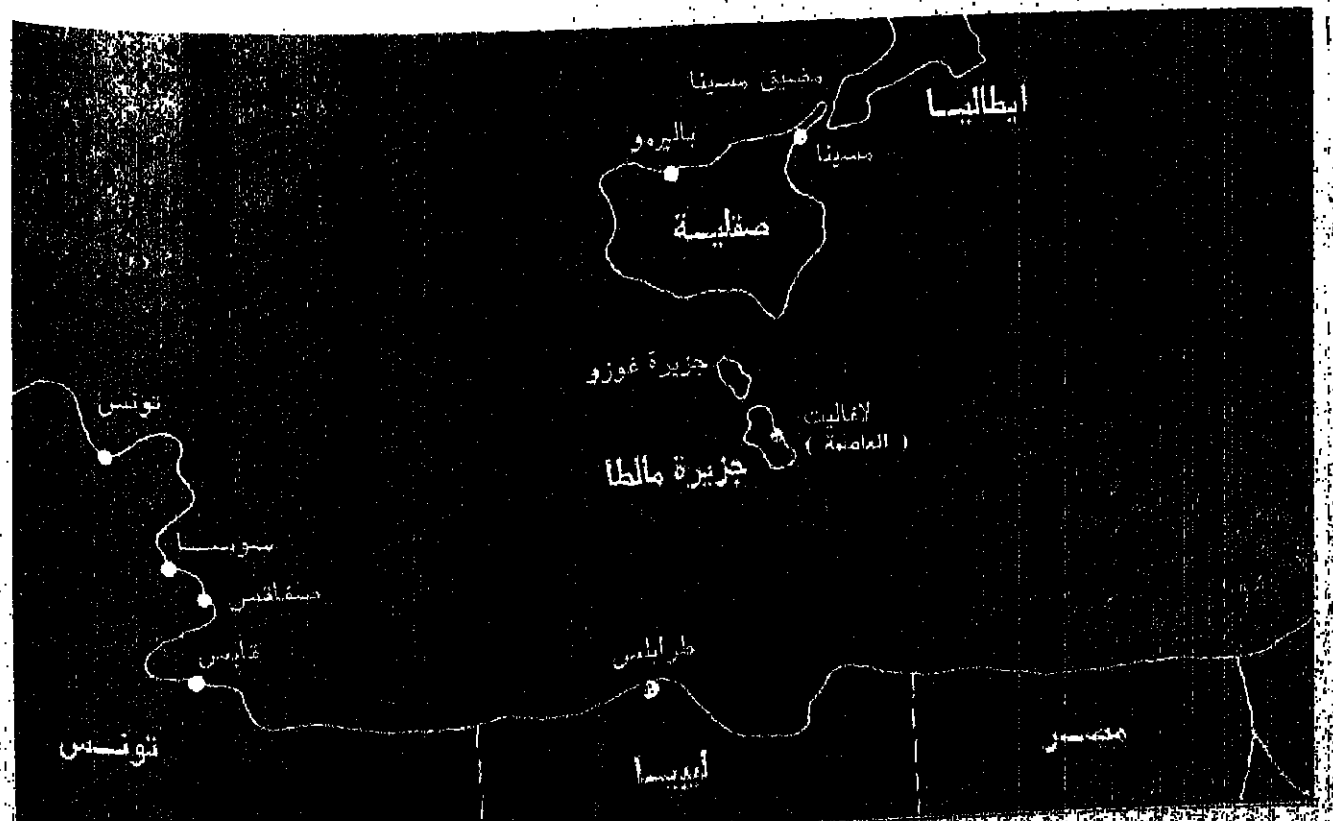 مضيق مسينا
ايطاليا
باليرمو
مسينا
صقلية
جزيرة غوزو
لافاليت
( العاصمة )
جزيرة مالطا
تونس
سوسا
صفاقس
قابس
طرابلس
تونس
ليبيا
مصر